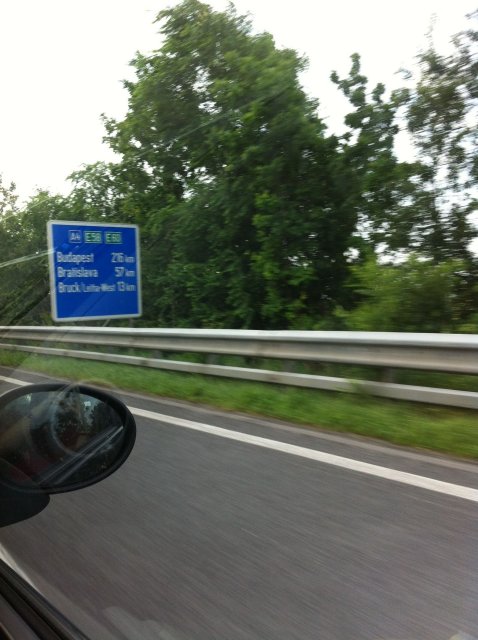 A4 E58 E60
Budapest 216 km
Bratislava 57 km
Bruck/Leitha-West 13 km